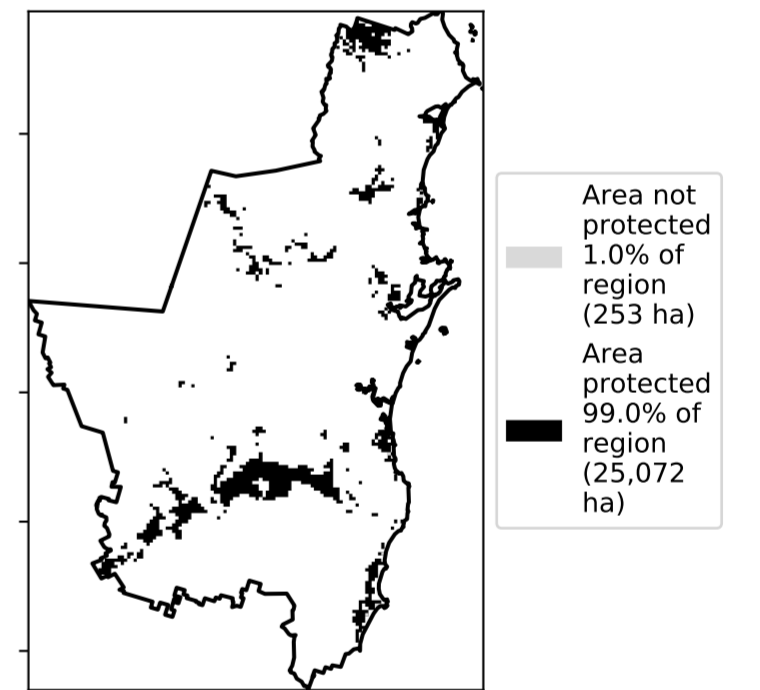 Area not
protected
1.0% of
region
(253 ha)
Area
protected
99.0% of
region
(25,072
ha)